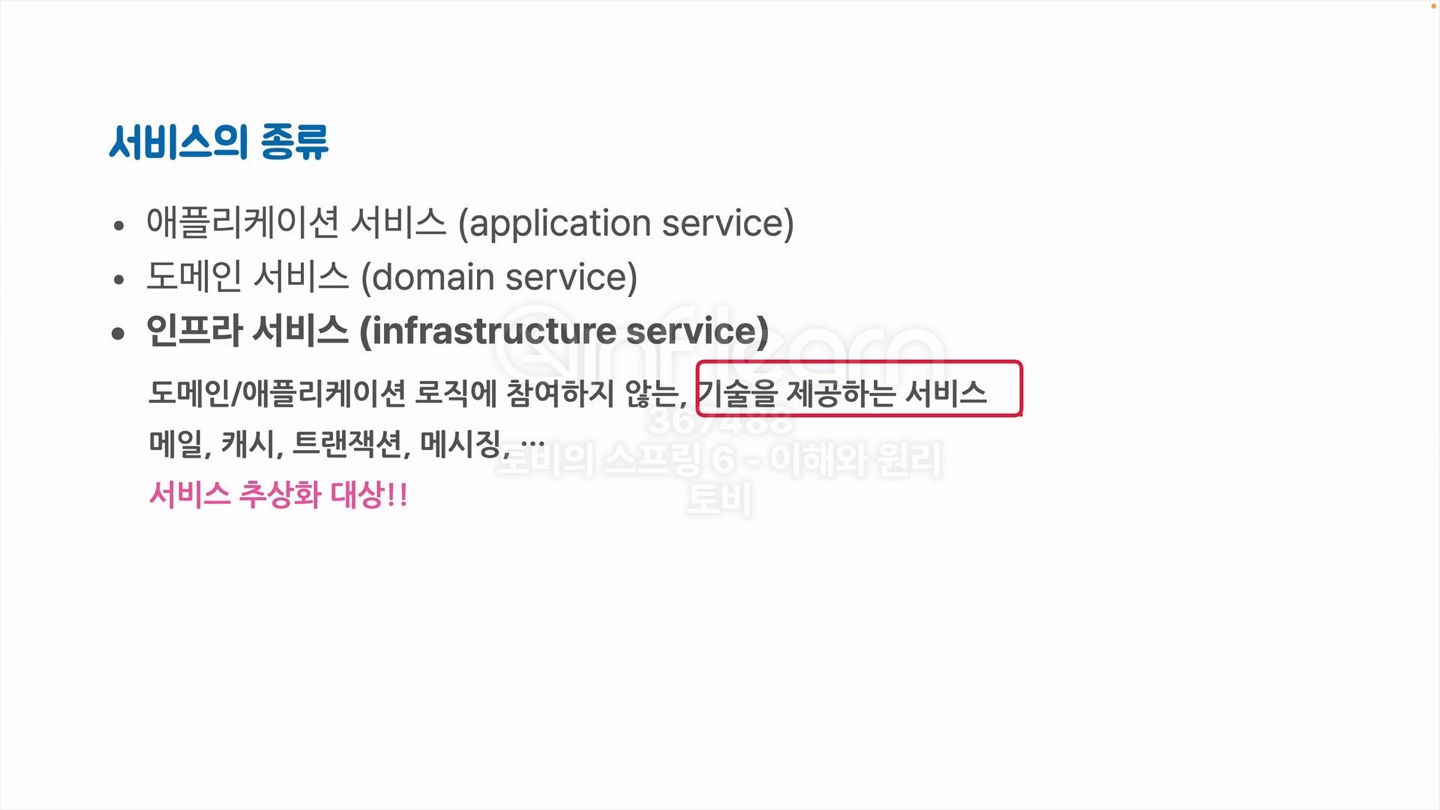 서비스의 종류
• 애플리케이션 서비스 (application service)
• 도메인 서비스 (domain service)
• 인프라 서비스 (infrastructure service)
도메인/애플리케이션 로직에 참여하지 않는, 기술을 제공하는 서비스
메일, 캐시, 트랜잭션, 메시징, …
서비스 추상화 대상!!
inflearn
367488
토비의 스프링 6 - 이해와 원리
토비